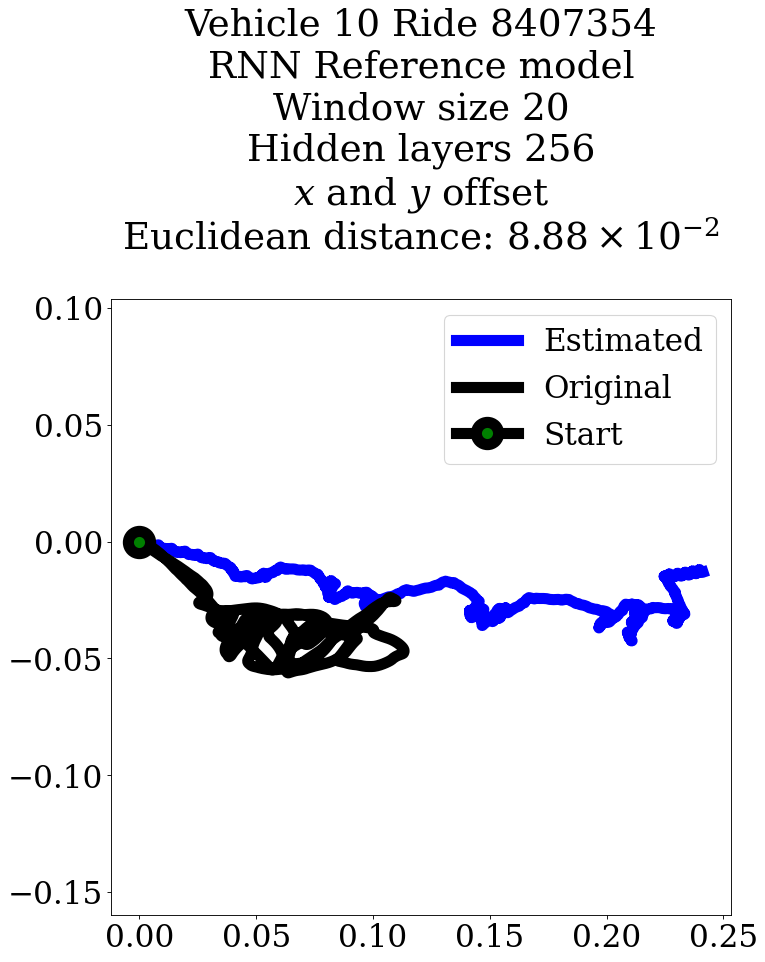 Vehicle 10 Ride 8407354
RNN Reference model
Window size 20
Hidden layers 256
x and y offset
Euclidean distance: 8.88 × 10⁻²
0.10
0.05
0.00
−0.05
−0.10
−0.15
Estimated
Original
Start
0.00 0.05 0.10 0.15 0.20 0.25